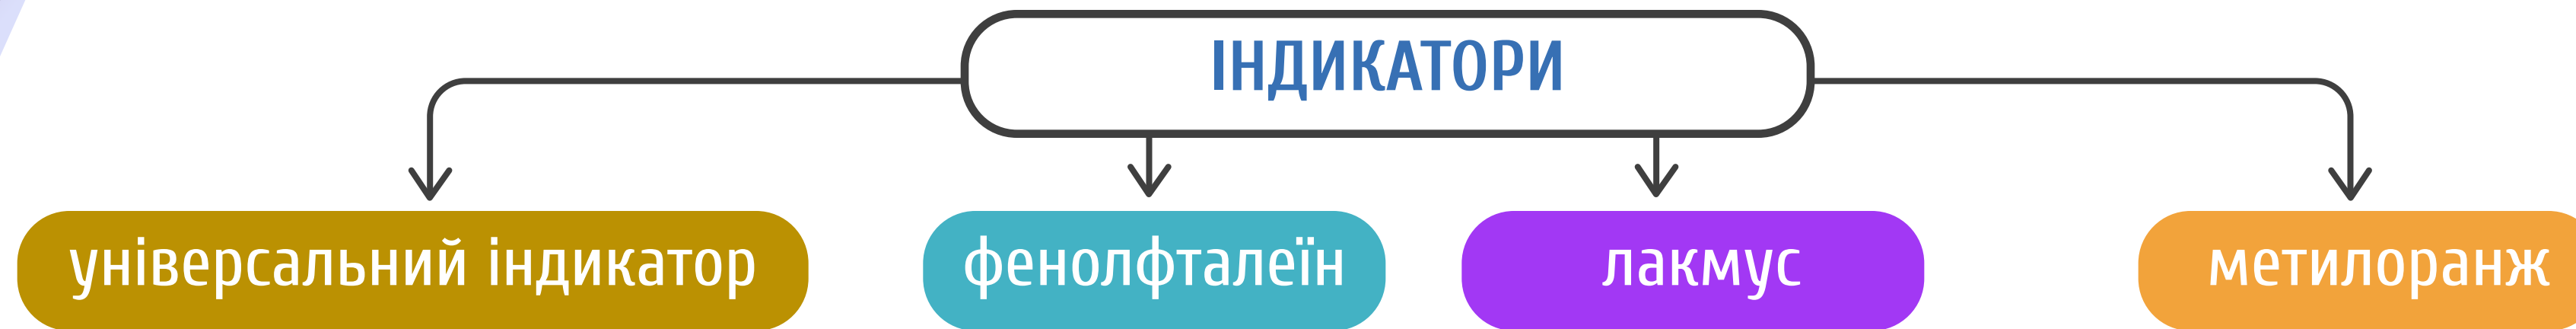 ІНДИКАТОРИ
універсальний індикатор
фенолфталеїн
лакмус
метилоранж